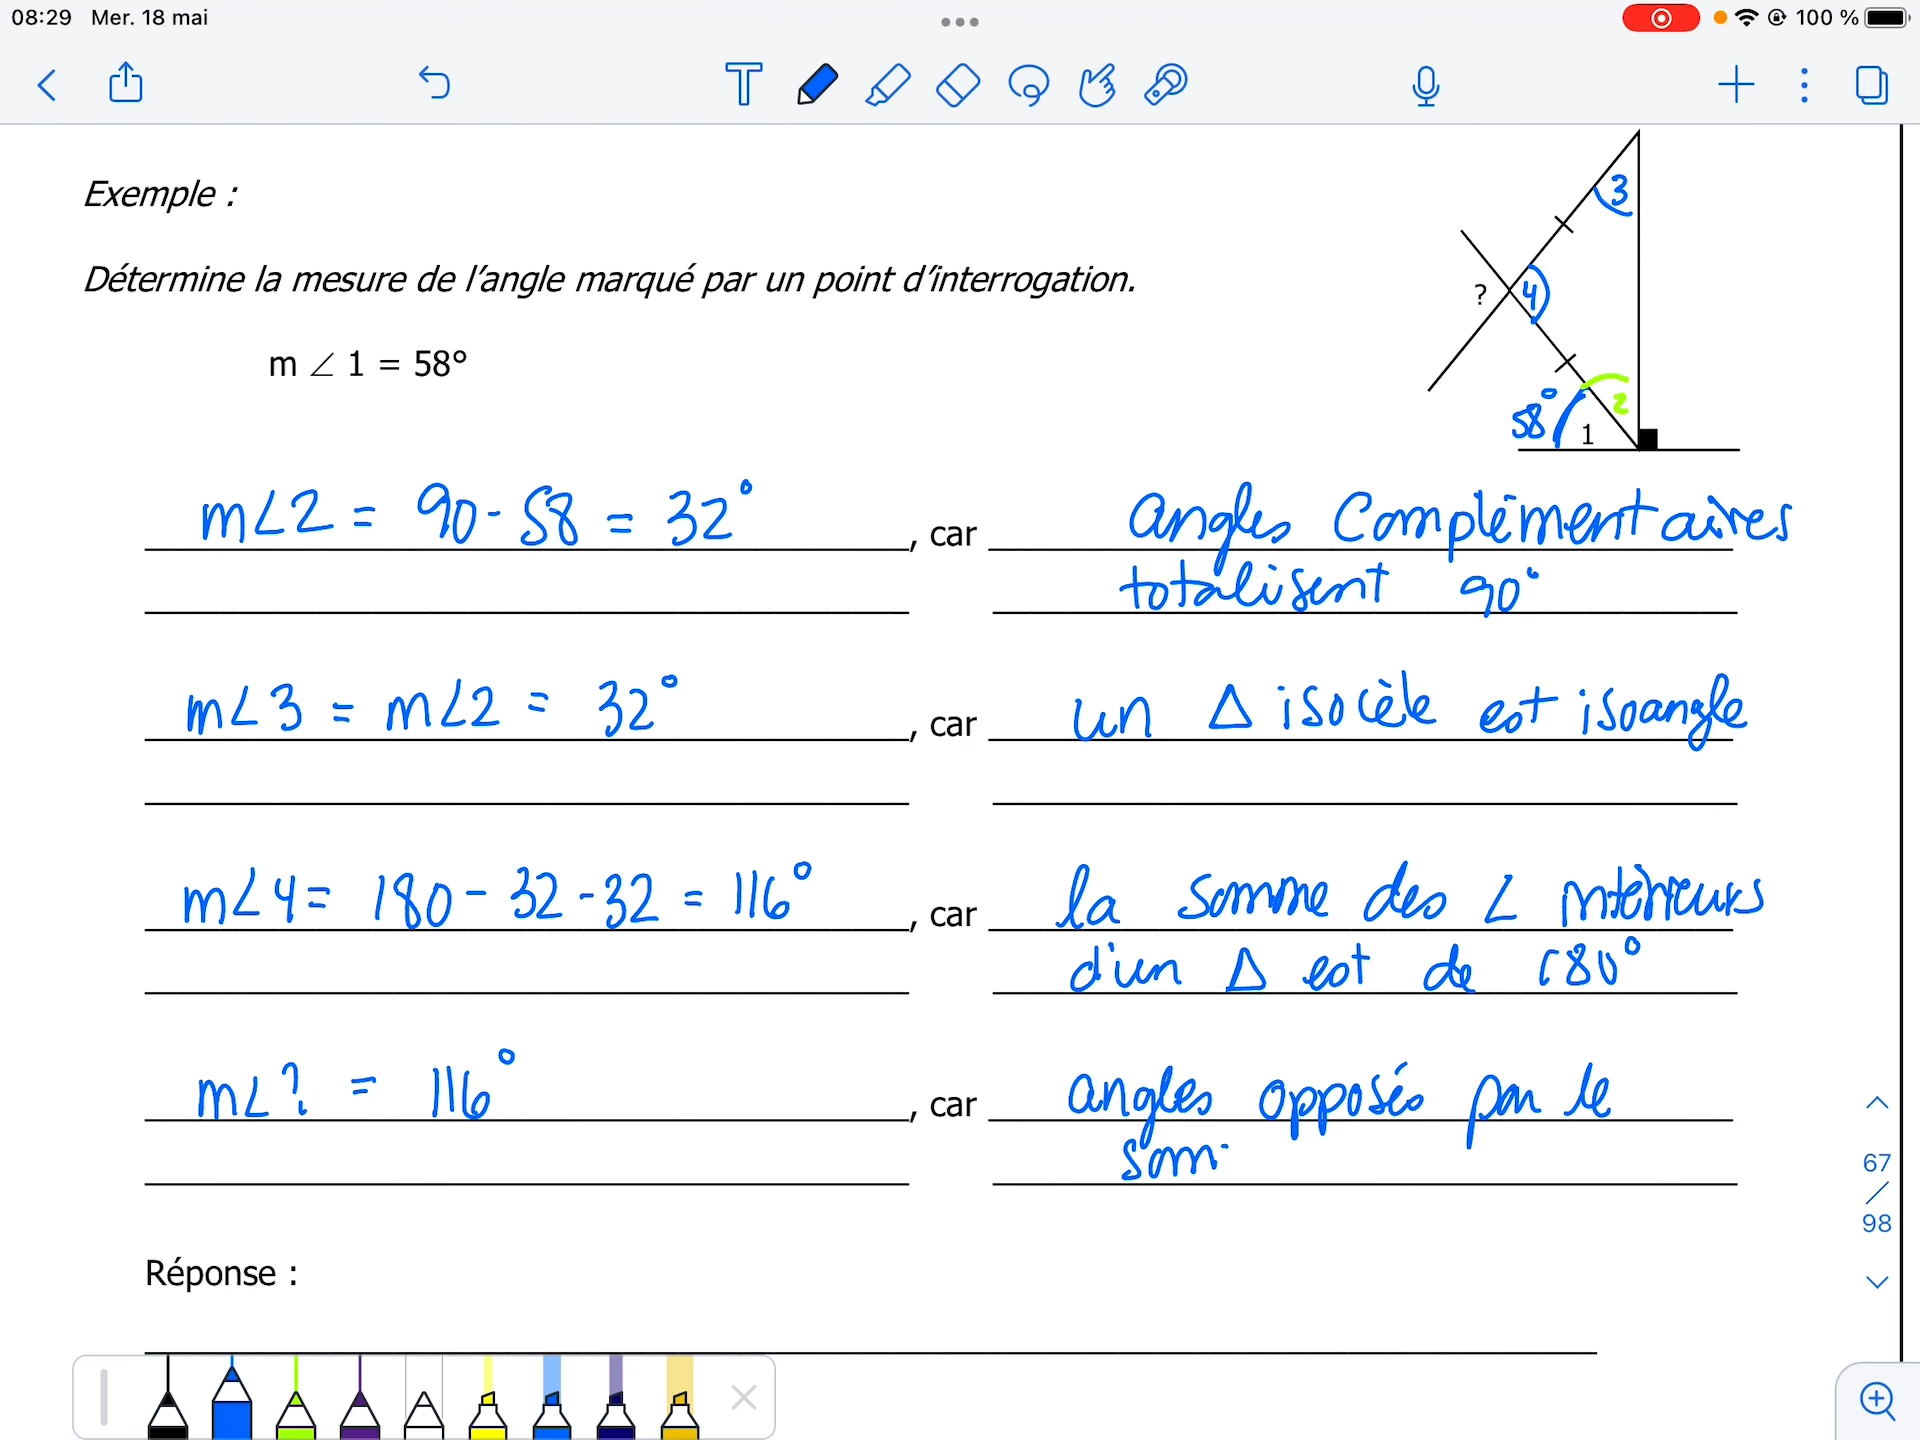 08:29 Mer. 18 mai
100 %
Exemple :
3
Détermine la mesure de l’angle marqué par un point d’interrogation.
? 4
m ∠ 1 = 58°
58° 1 2
m∠2 = 90 - 58 = 32° , car angles complémentaires
totalisent 90°
m∠3 = m∠2 = 32° , car un Δ isocèle est isoangle
m∠4 = 180 - 32 - 32 = 116° , car la somme des ∠ intérieurs
d'un Δ est de 180°
m∠? = 116° , car angles opposés par le
som
67
/
98
Réponse :